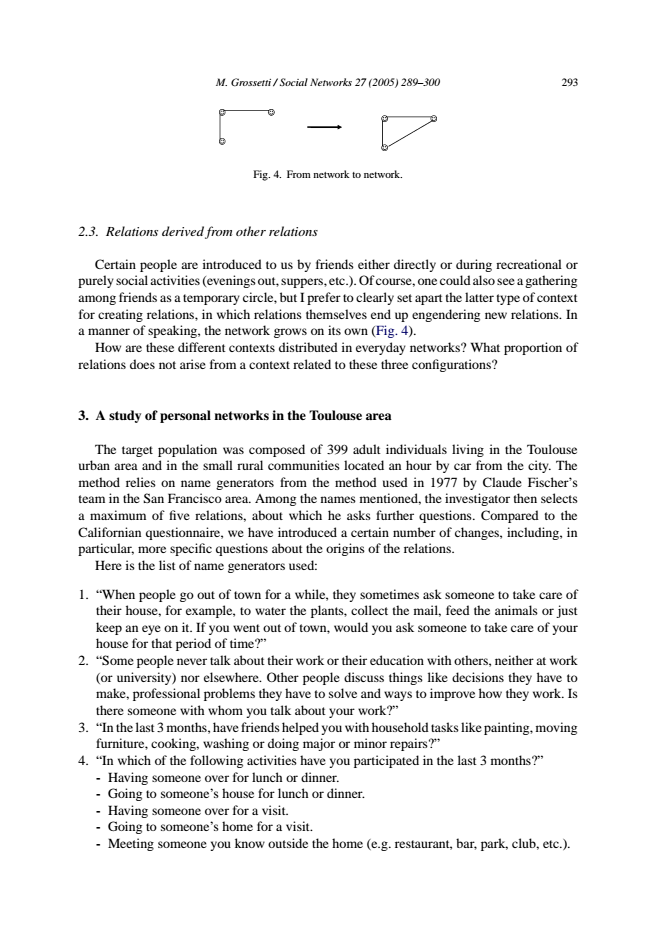 M. Grossetti / Social Networks 27 (2005) 289–300
293
Fig. 4. From network to network.
2.3. Relations derived from other relations
Certain people are introduced to us by friends either directly or during recreational or
purely social activities (evenings out, suppers, etc.). Of course, one could also see a gathering
among friends as a temporary circle, but I prefer to clearly set apart the latter type of context
for creating relations, in which relations themselves end up engendering new relations. In
a manner of speaking, the network grows on its own (Fig. 4).
How are these different contexts distributed in everyday networks? What proportion of
relations does not arise from a context related to these three configurations?
3. A study of personal networks in the Toulouse area
The target population was composed of 399 adult individuals living in the Toulouse
urban area and in the small rural communities located an hour by car from the city. The
method relies on name generators from the method used in 1977 by Claude Fischer's
team in the San Francisco area. Among the names mentioned, the investigator then selects
a maximum of five relations, about which he asks further questions. Compared to the
Californian questionnaire, we have introduced a certain number of changes, including, in
particular, more specific questions about the origins of the relations.
Here is the list of name generators used:
1. “When people go out of town for a while, they sometimes ask someone to take care of
their house, for example, to water the plants, collect the mail, feed the animals or just
keep an eye on it. If you went out of town, would you ask someone to take care of your
house for that period of time?”
2. “Some people never talk about their work or their education with others, neither at work
(or university) nor elsewhere. Other people discuss things like decisions they have to
make, professional problems they have to solve and ways to improve how they work. Is
there someone with whom you talk about your work?”
3. “In the last 3 months, have friends helped you with household tasks like painting, moving
furniture, cooking, washing or doing major or minor repairs?”
4. “In which of the following activities have you participated in the last 3 months?”
- Having someone over for lunch or dinner.
- Going to someone's house for lunch or dinner.
- Having someone over for a visit.
- Going to someone's home for a visit.
- Meeting someone you know outside the home (e.g. restaurant, bar, park, club, etc.).